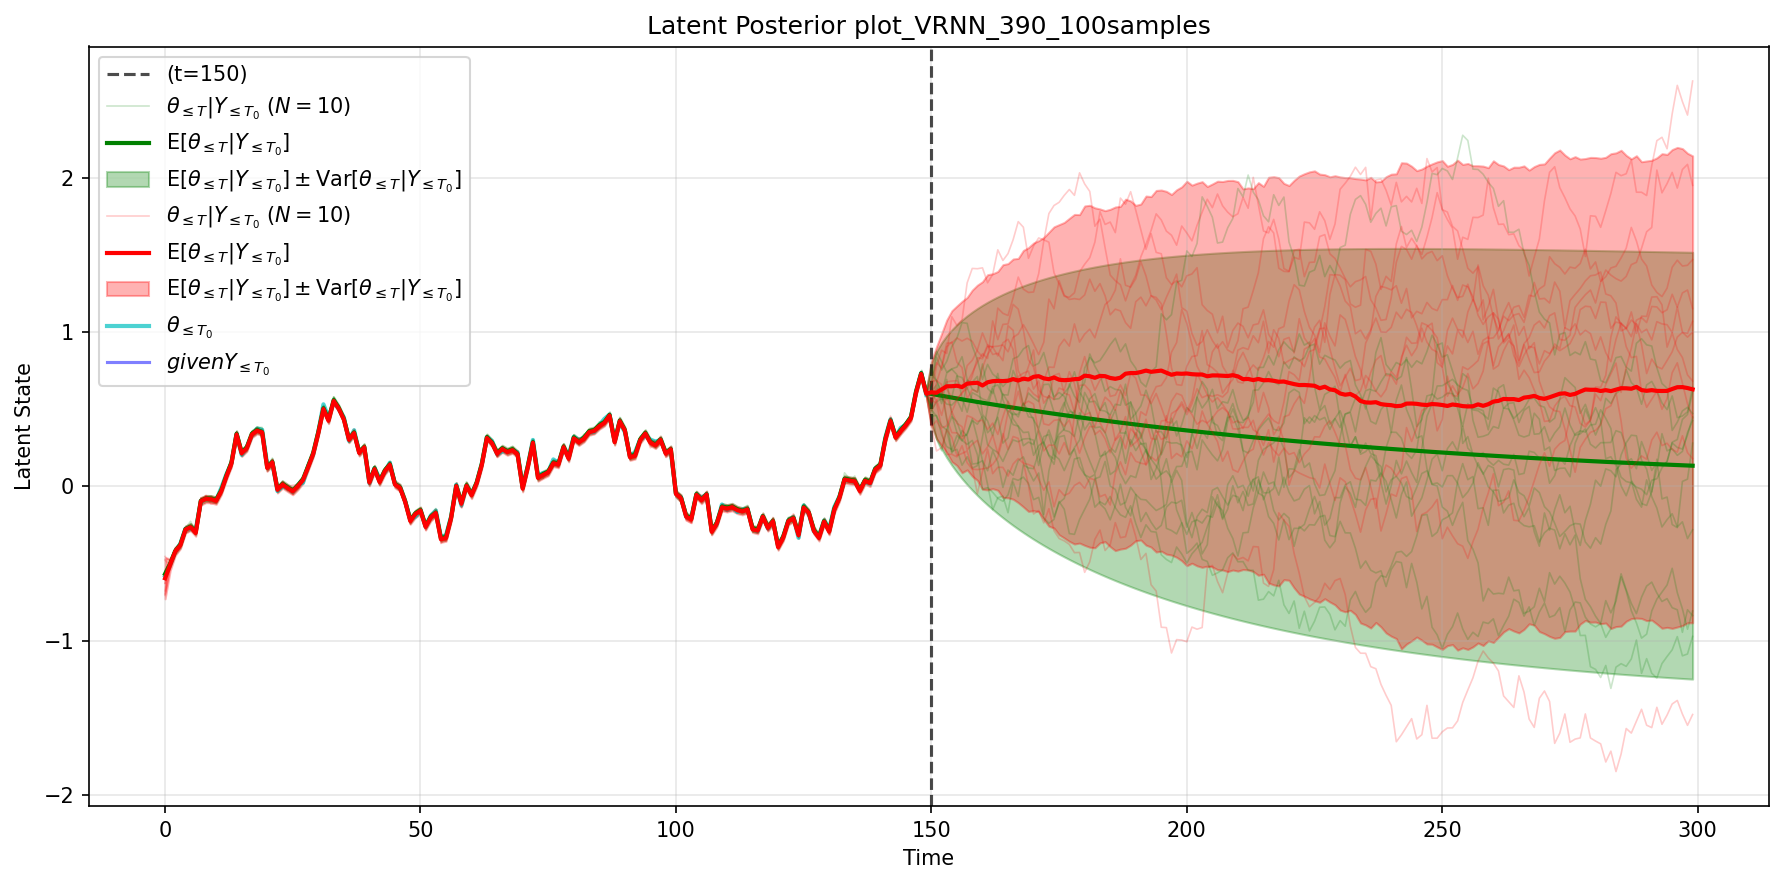 Latent Posterior plot_VRNN_390_100samples
(t=150)
θ≤T|Y≤T₀ (N = 10)
E[θ≤T|Y≤T₀]
E[θ≤T|Y≤T₀] ± Var[θ≤T|Y≤T₀]
θ≤T|Y≤T₀ (N = 10)
E[θ≤T|Y≤T₀]
E[θ≤T|Y≤T₀] ± Var[θ≤T|Y≤T₀]
θ≤T₀
givenY≤T₀
Latent State
2
1
0
−1
−2
0 50 100 150 200 250 300
Time